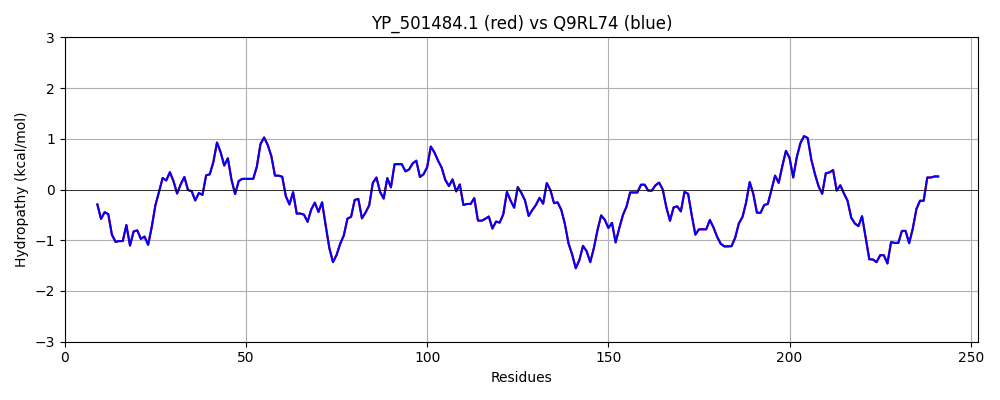 YP_501484.1 (red) vs Q9RL74 (blue)
Hydropathy (kcal/mol)
3
2
1
0
−1
−2
−3
0 50 100 150 200 250
Residues